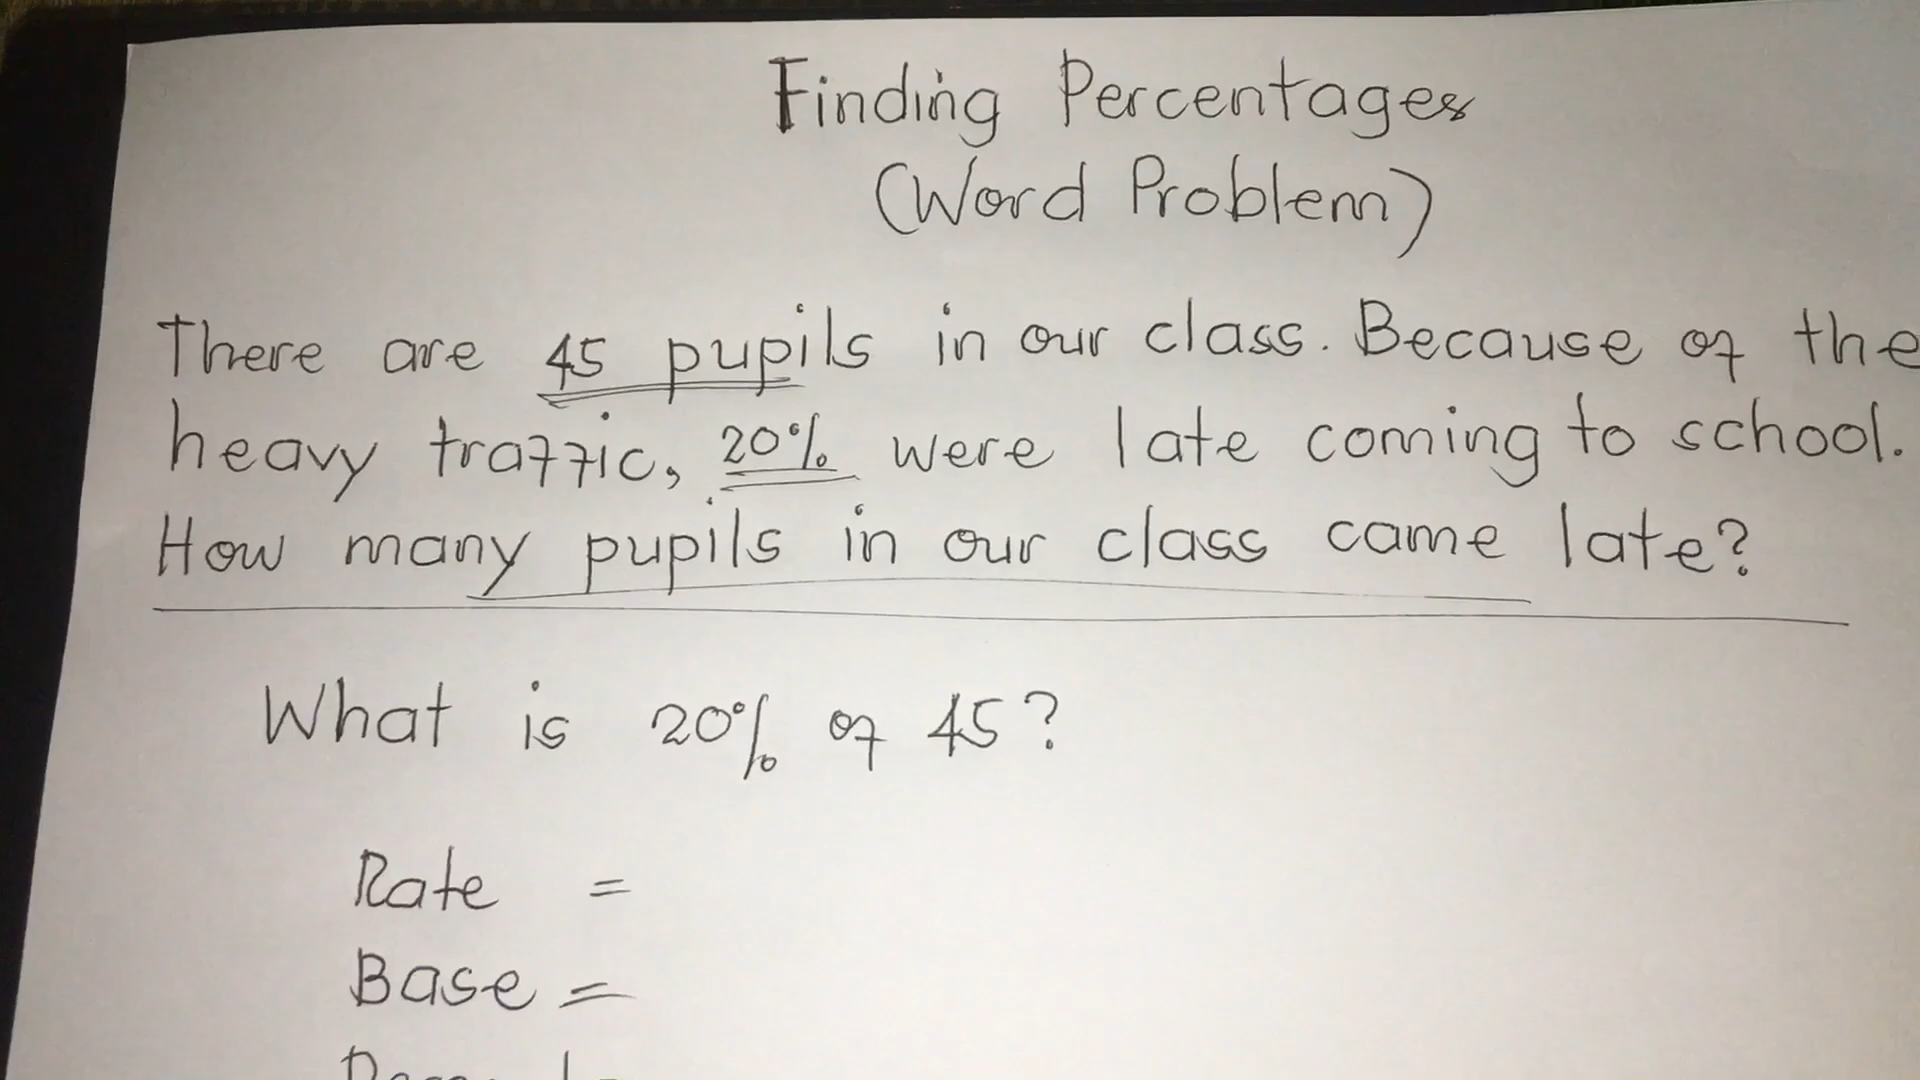 Finding Percentages
(Word Problem)
There are 45 pupils in our class. Because of the
heavy traffic, 20% were late coming to school.
How many pupils in our class came late?
What is 20% of 45?
Rate =
Base =